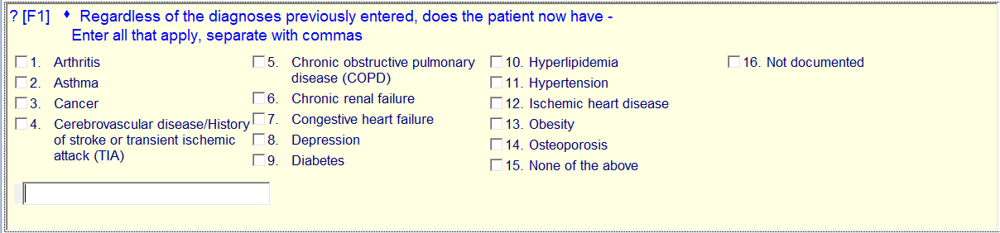 ? [F1] ♦ Regardless of the diagnoses previously entered, does the patient now have -
Enter all that apply, separate with commas
1. Arthritis
2. Asthma
3. Cancer
4. Cerebrovascular disease/History
of stroke or transient ischemic
attack (TIA)
5. Chronic obstructive pulmonary
disease (COPD)
6. Chronic renal failure
7. Congestive heart failure
8. Depression
9. Diabetes
10. Hyperlipidemia
11. Hypertension
12. Ischemic heart disease
13. Obesity
14. Osteoporosis
15. None of the above
16. Not documented